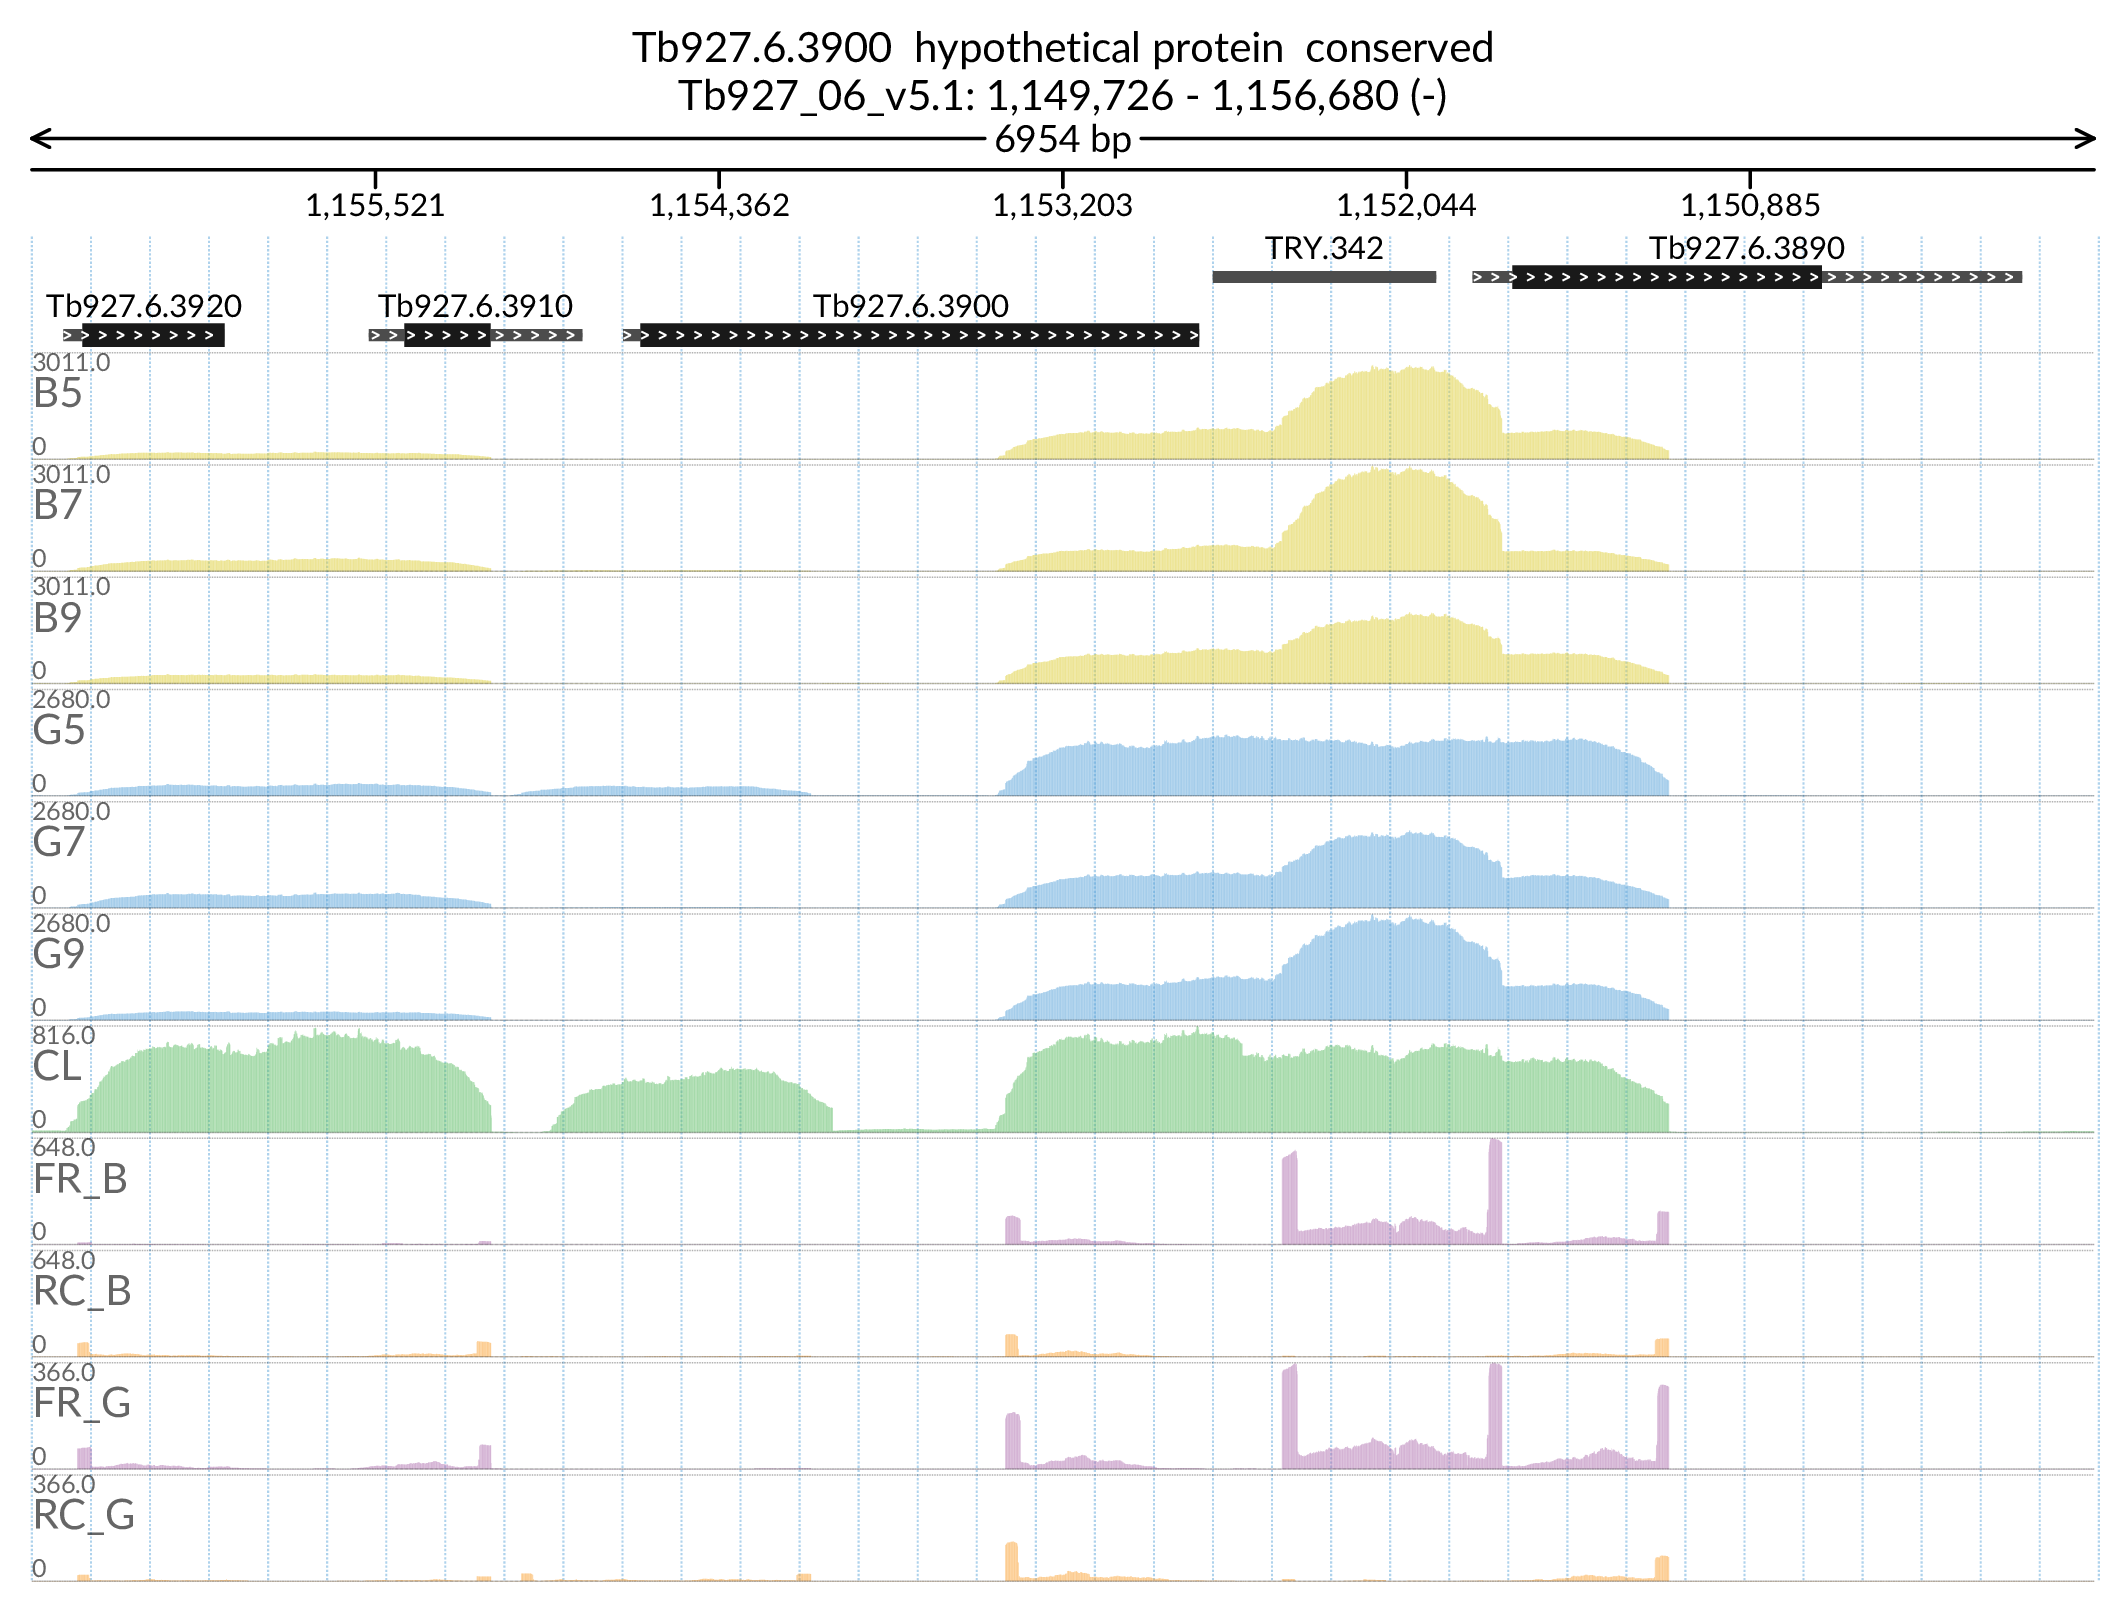 Tb927.6.3900 hypothetical protein conserved
Tb927_06_v5.1: 1,149,726 - 1,156,680 (-)
6954 bp
1,155,521 1,154,362 1,153,203 1,152,044 1,150,885
TRY.342 Tb927.6.3890
Tb927.6.3920 Tb927.6.3910 Tb927.6.3900
3011.0
B5
0
3011.0
B7
0
3011.0
B9
0
2680.0
G5
0
2680.0
G7
0
2680.0
G9
0
816.0
CL
0
648.0
FR_B
0
648.0
RC_B
0
366.0
FR_G
0
366.0
RC_G
0